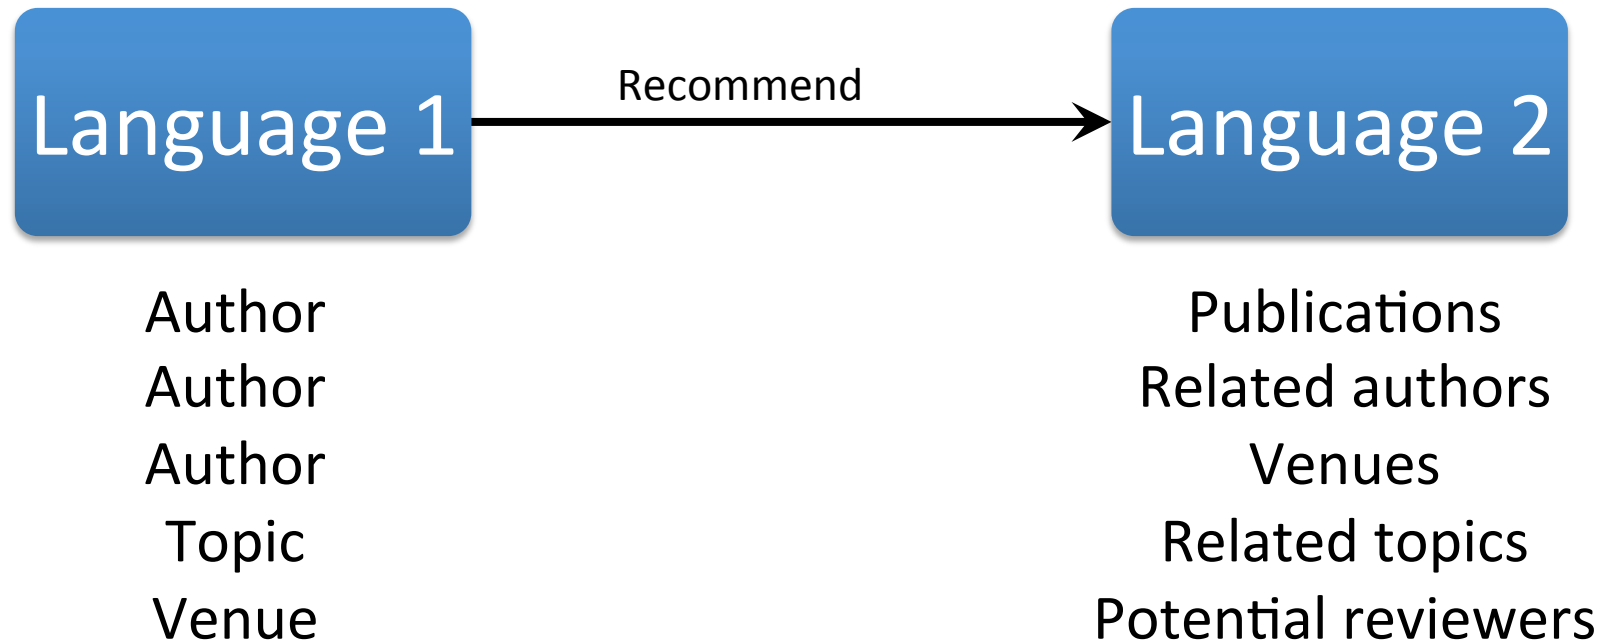 Language 1
Recommend
Language 2
Author
Publications
Author
Related authors
Author
Venues
Topic
Related topics
Venue
Potential reviewers